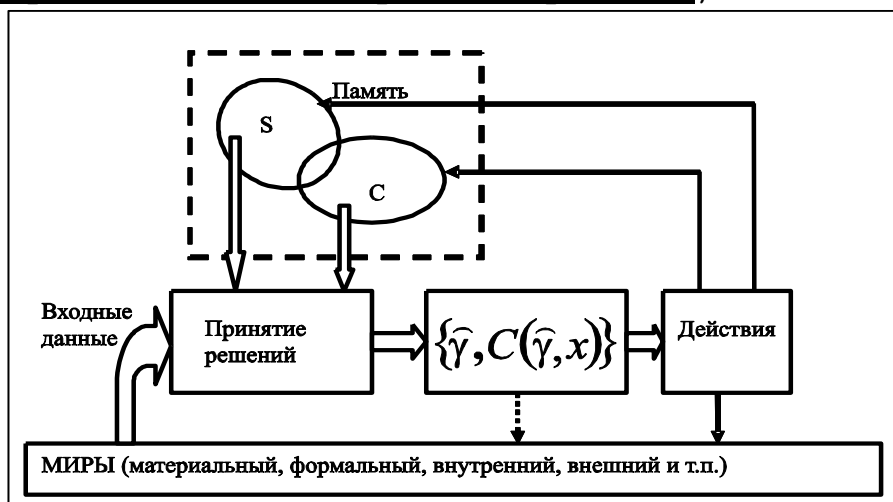 Память
S
C
Входные
данные
Принятие
решений
{γ̂, C(γ̂, x)}
Действия
МИРЫ (материальный, формальный, внутренний, внешний и т.п.)